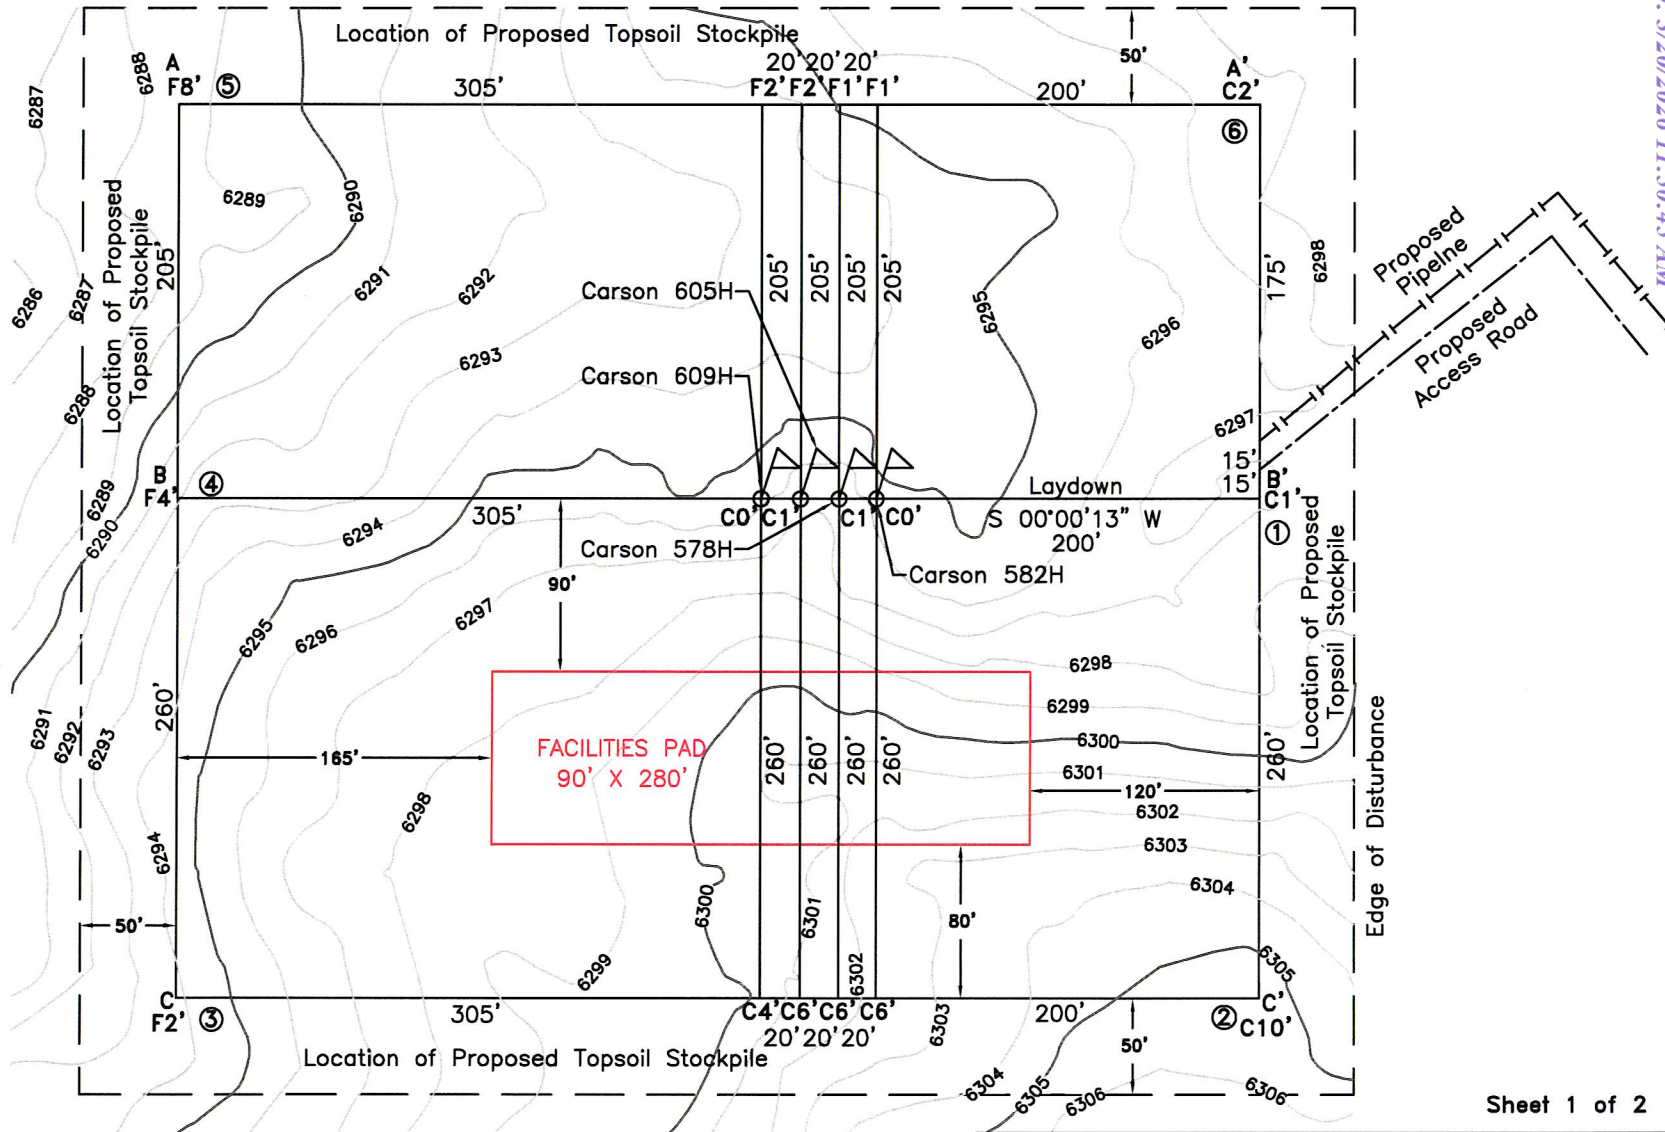 Location of Proposed Topsoil Stockpile
50'
20' 20' 20'
A
F8'
⑤
305'
F2' F2' F1' F1'
200'
A'
C2'
⑥
6287
6288
6289
6290
6291
6292
6293
6286
6287
6288
6289
6290
6295
6296
6297
6298
Location of Proposed
Topsoil Stockpile
205'
205'
205'
205'
205'
175'
Proposed
Pipelne
Proposed
Access Road
Carson 605H
Carson 609H
15'
15'
B
F4'
④
305'
C0' C1' C1' C0'
Laydown
S 00°00'13" W
200'
B'
C1'
①
Carson 578H
Carson 582H
90'
6294
6295
6296
6297
6298
6299
6300
6301
6302
6303
6304
6305
Location of Proposed
Topsoil Stockpile
Edge of Disturbance
260'
165'
FACILITIES PAD
90' X 280'
260'
260'
260'
260'
260'
120'
6291
6292
6293
6294
6298
6299
6300
6301
6302
6303
50'
80'
C
F2'
③
305'
C4' C6' C6' C6'
20' 20' 20'
200'
②
C'
C10'
50'
Location of Proposed Topsoil Stockpile
6304
6305
6306
6306
Sheet 1 of 2